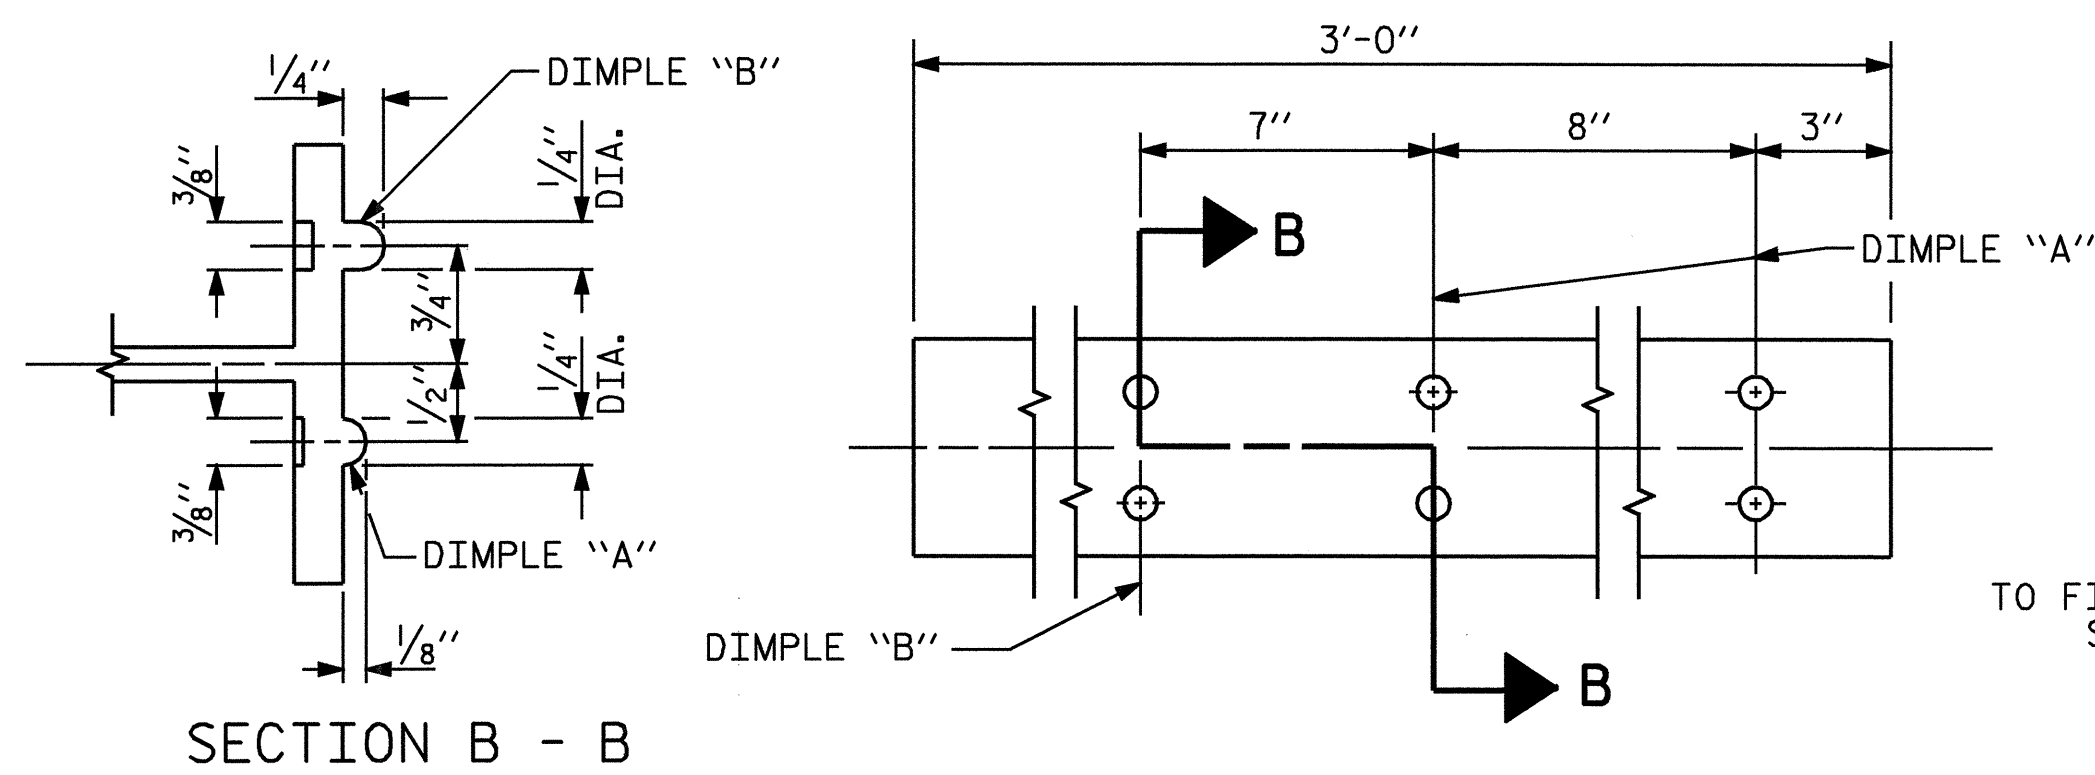 1/4"
DIMPLE "B"
3/8"
1/4" DIA.
3/4"
1/2"
1/4" DIA.
3/8"
DIMPLE "A"
1/8"
SECTION B - B
3'-0"
7"
8"
3"
B
DIMPLE "A"
DIMPLE "B"
B
TO